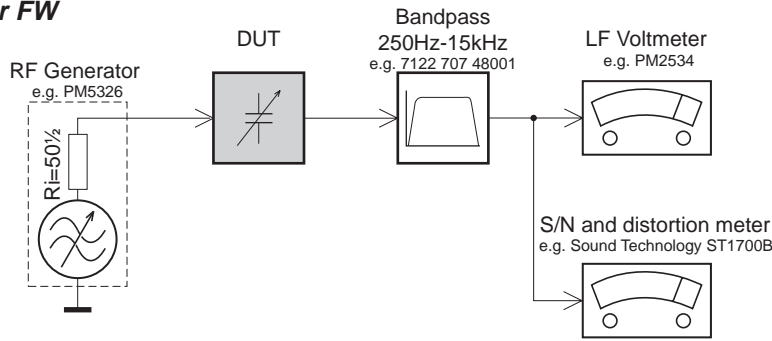 r FW
DUT
Bandpass
250Hz-15kHz
e.g. 7122 707 48001
LF Voltmeter
e.g. PM2534
RF Generator
e.g. PM5326
Ri=50½
S/N and distortion meter
e.g. Sound Technology ST1700B